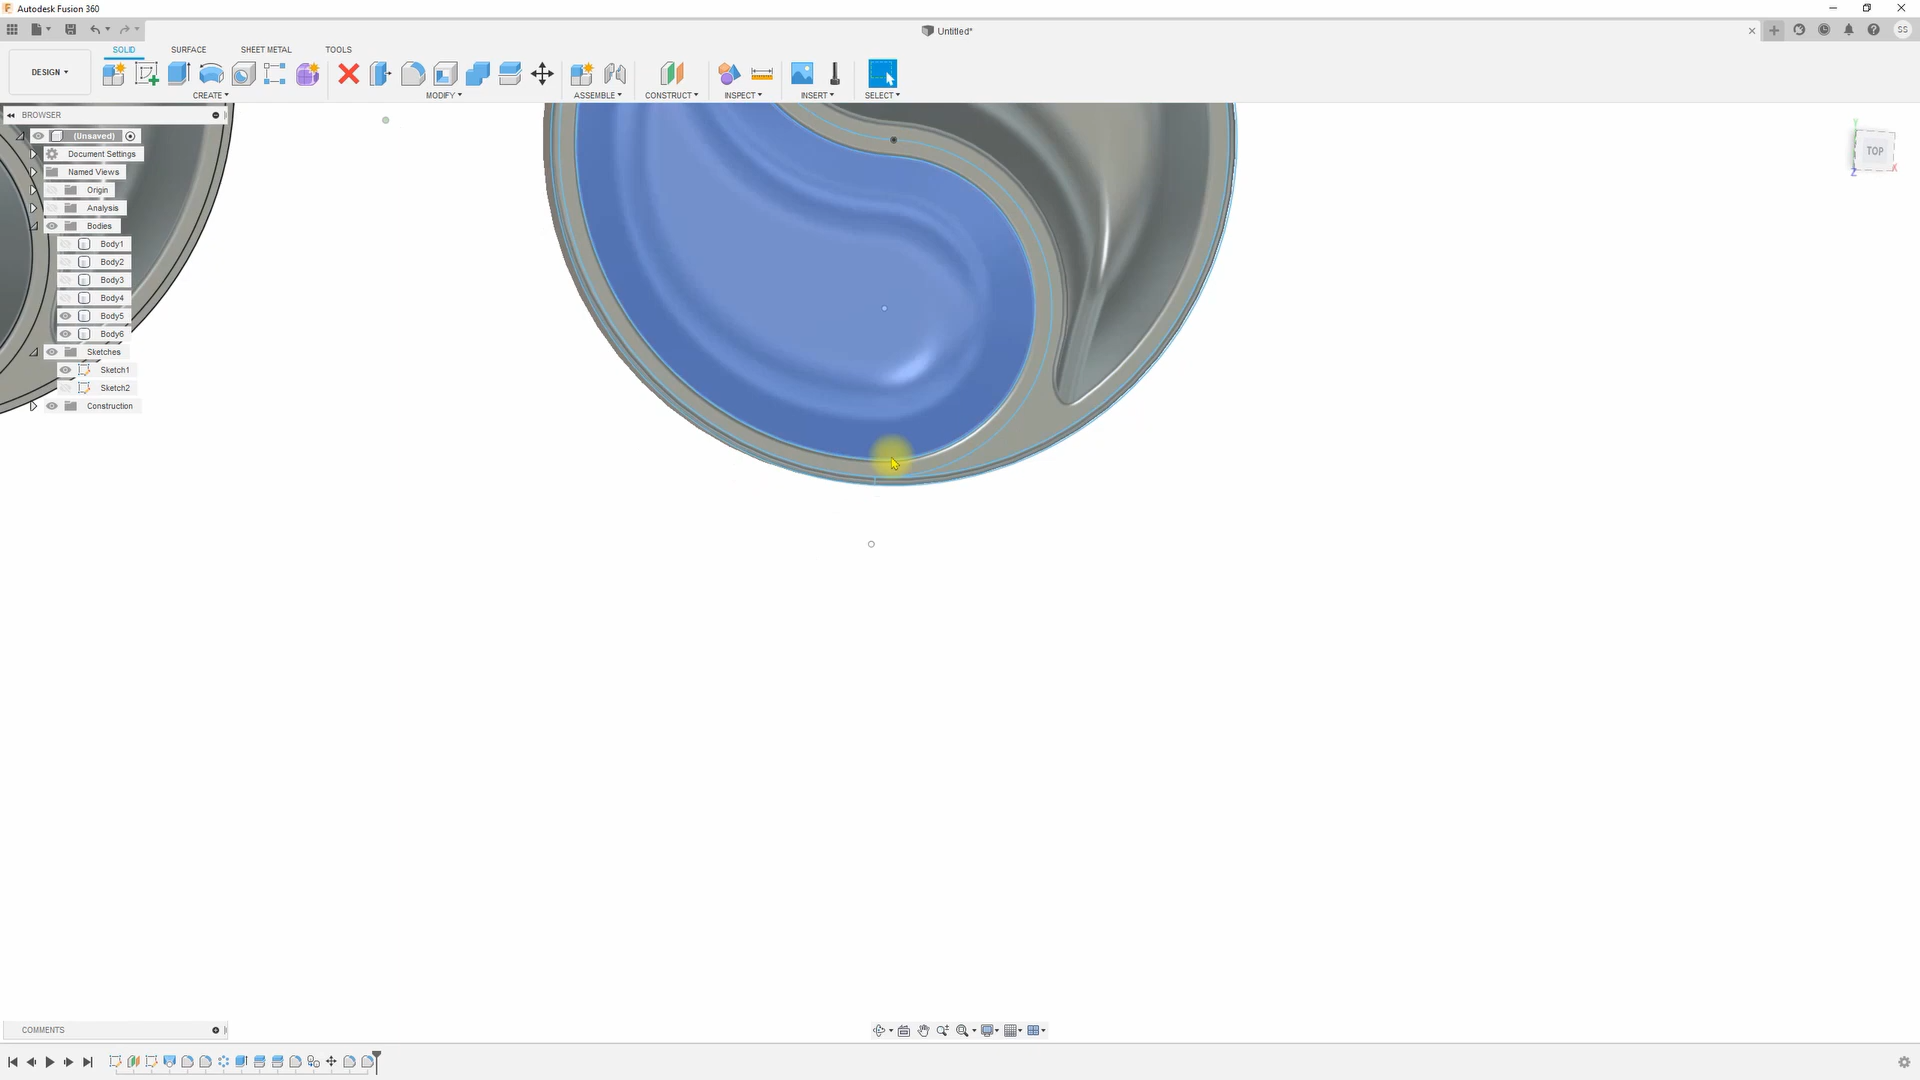 Autodesk Fusion 360
Untitled*
SS
SOLID SURFACE SHEET METAL TOOLS
DESIGN
CREATE MODIFY ASSEMBLE CONSTRUCT INSPECT INSERT SELECT
BROWSER
(Unsaved)
Document Settings
Named Views
Origin
Analysis
Bodies
Body1
Body2
Body3
Body4
Body5
Body6
Sketches
Sketch1
Sketch2
Construction
TOP
Y
Z
X
COMMENTS